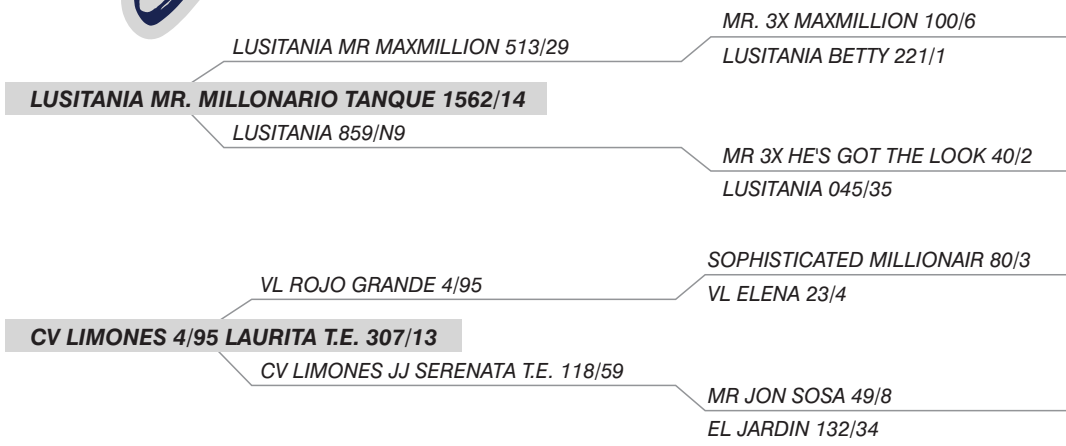 MR. 3X MAXMILLION 100/6
LUSITANIA MR MAXMILLION 513/29
LUSITANIA BETTY 221/1
LUSITANIA MR. MILLONARIO TANQUE 1562/14
LUSITANIA 859/N9
MR 3X HE'S GOT THE LOOK 40/2
LUSITANIA 045/35
SOPHISTICATED MILLIONAIR 80/3
VL ROJO GRANDE 4/95
VL ELENA 23/4
CV LIMONES 4/95 LAURITA T.E. 307/13
CV LIMONES JJ SERENATA T.E. 118/59
MR JON SOSA 49/8
EL JARDIN 132/34